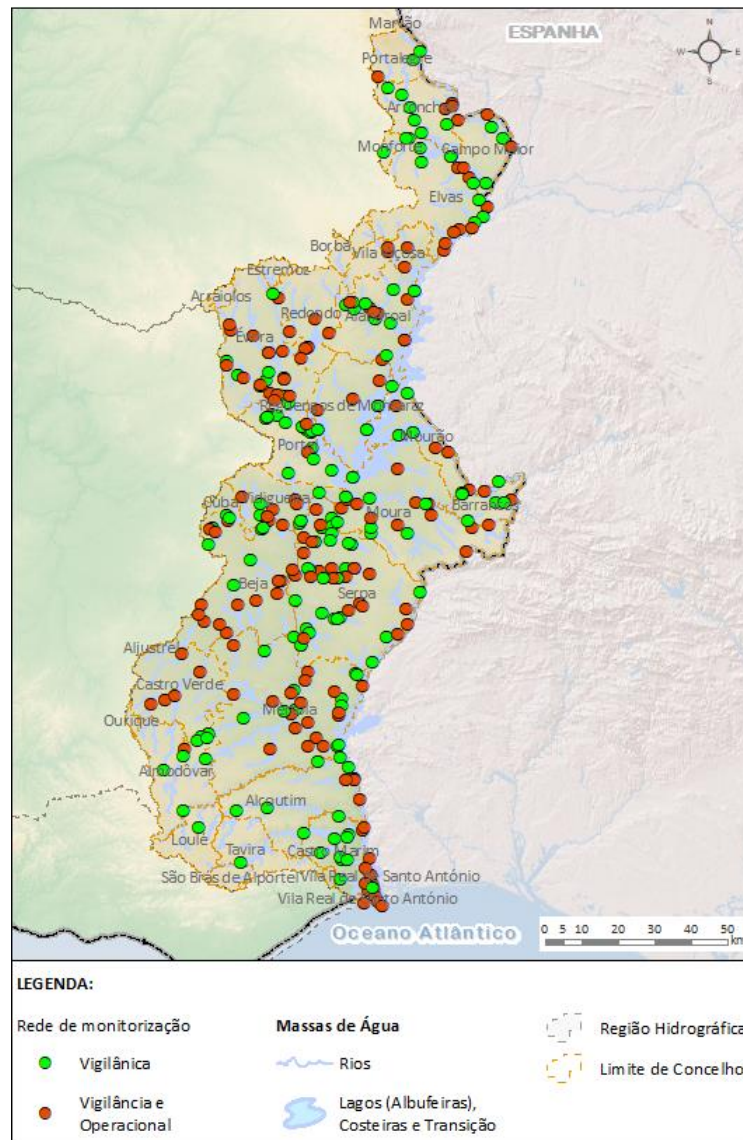 Marvão
ESPANHA
N
W
E
S
Portalegre
Arronches
Monforte
Campo Maior
Elvas
Borba
Vila Viçosa
Estremoz
Arraiolos
Redondo
Alandroal
Évora
Reguengos de Monsaraz
Mourão
Portel
Cuba
Vidigueira
Moura
Barrancos
Beja
Serpa
Aljustrel
Castro Verde
Ourique
Mértola
Almodôvar
Alcoutim
Loulé
Tavira
Castro Marim
São Brás de Alportel
Vila Real de Santo António
Vila Real de Santo António
Oceano Atlântico
0 5 10 20 30 40 50
km
LEGENDA:
Rede de monitorização
Massas de Água
Região Hidrográfica
Vigilânica
Rios
Limite de Concelho
Vigilância e
Operacional
Lagos (Albufeiras),
Costeiras e Transição